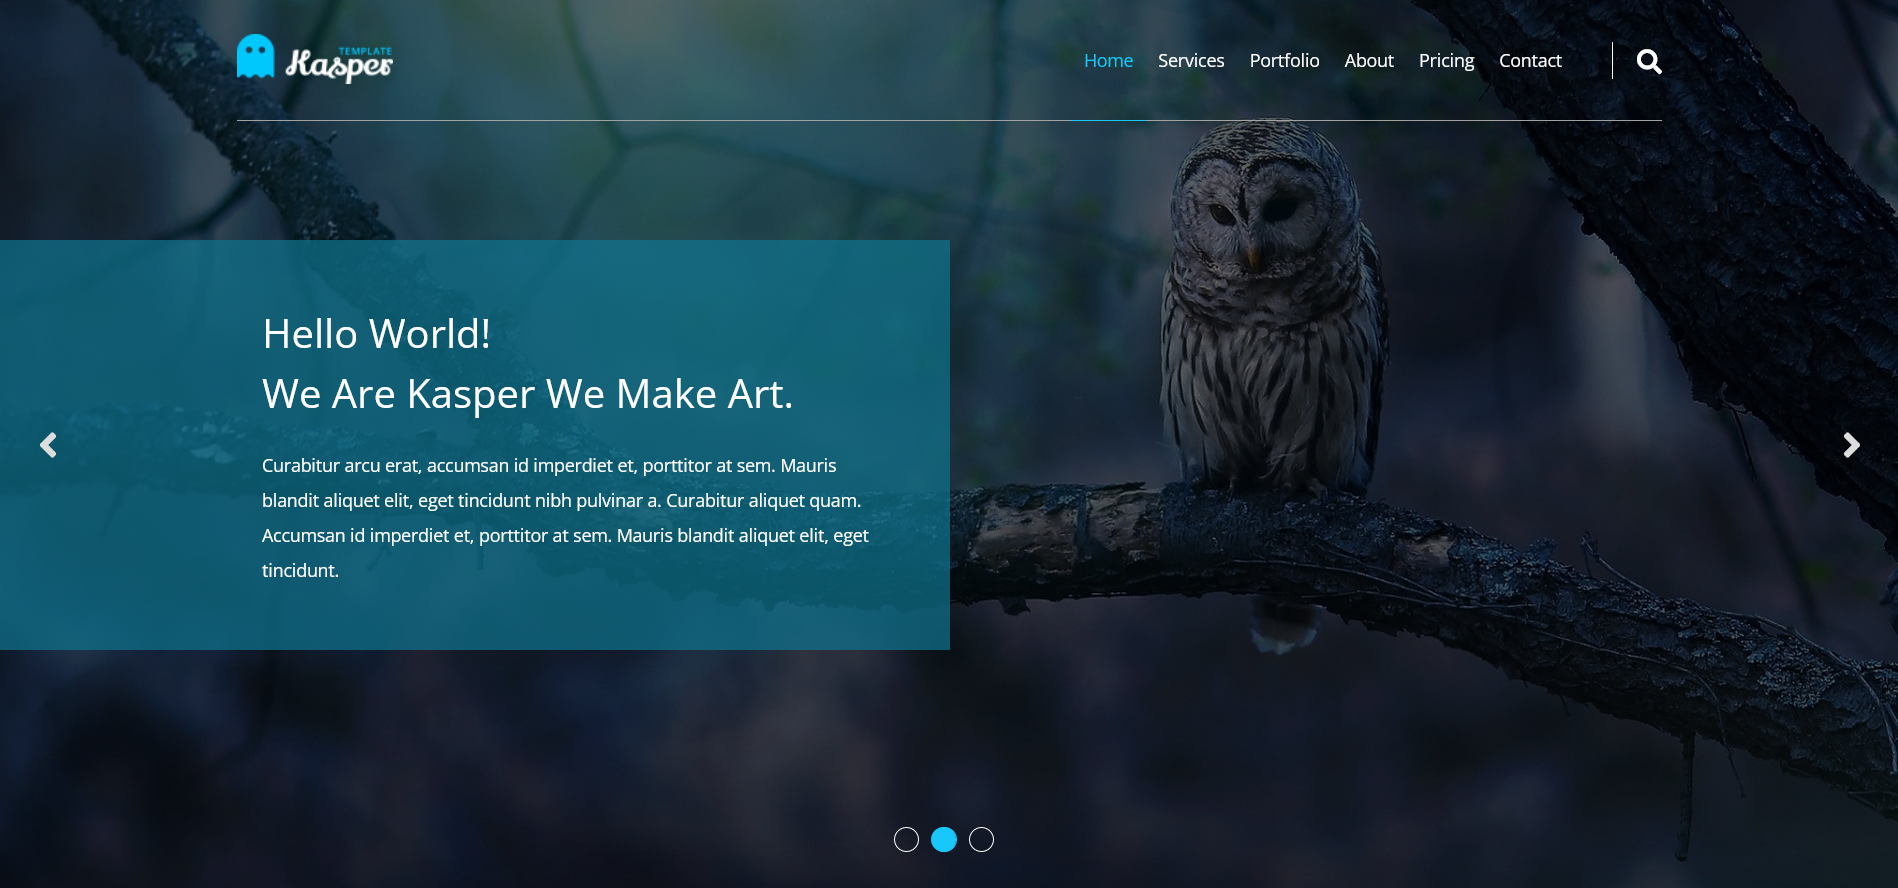 TEMPLATE
Kasper
Home Services Portfolio About Pricing Contact
Hello World!
We Are Kasper We Make Art.
Curabitur arcu erat, accumsan id imperdiet et, porttitor at sem. Mauris
blandit aliquet elit, eget tincidunt nibh pulvinar a. Curabitur aliquet quam.
Accumsan id imperdiet et, porttitor at sem. Mauris blandit aliquet elit, eget
tincidunt.